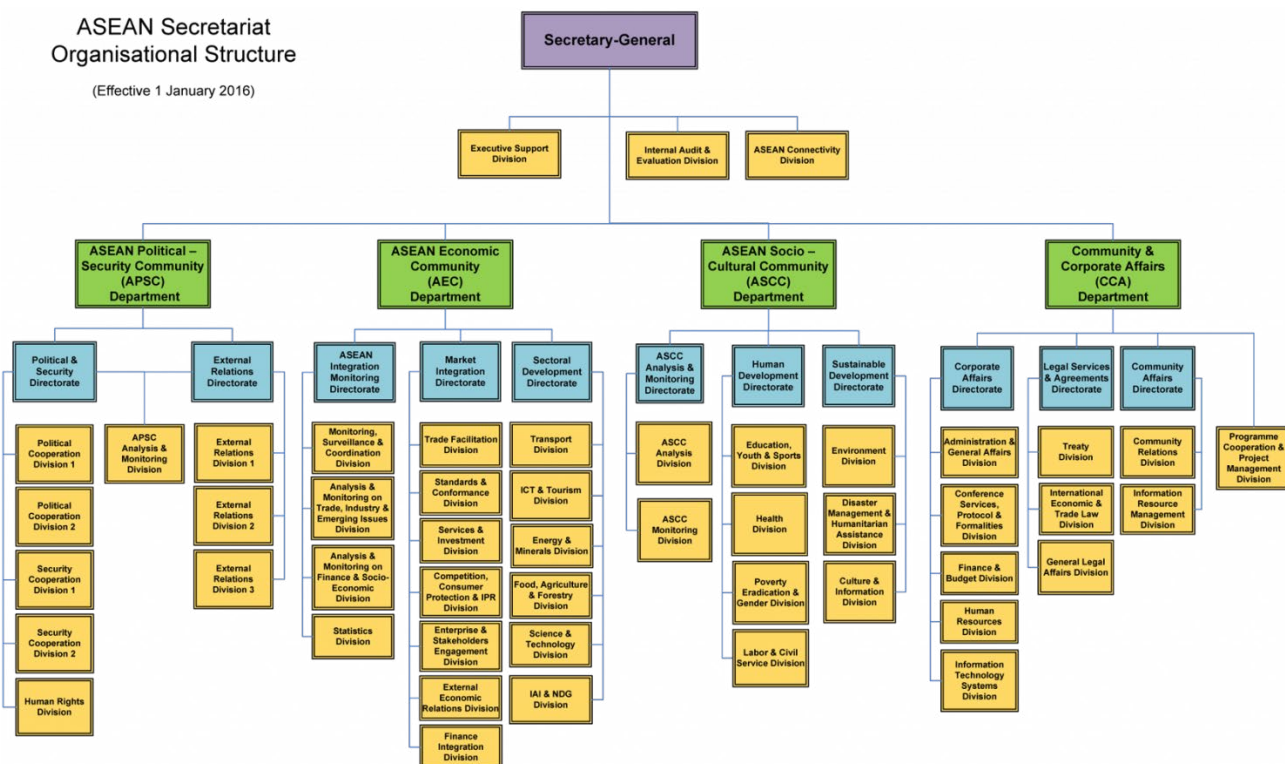 ASEAN Secretariat
Organisational Structure
(Effective 1 January 2016)
Secretary-General
Executive Support
Division
Internal Audit &
Evaluation Division
ASEAN Connectivity
Division
ASEAN Political –
Security Community
(APSC)
Department
ASEAN Economic
Community
(AEC)
Department
ASEAN Socio –
Cultural Community
(ASCC)
Department
Community &
Corporate Affairs
(CCA)
Department
Political &
Security
Directorate
External
Relations
Directorate
ASEAN
Integration
Monitoring
Directorate
Market
Integration
Directorate
Sectoral
Development
Directorate
ASCC
Analysis &
Monitoring
Directorate
Human
Development
Directorate
Sustainable
Development
Directorate
Corporate
Affairs
Directorate
Legal Services
& Agreements
Directorate
Community
Affairs
Directorate
Political
Cooperation
Division 1
Political
Cooperation
Division 2
Security
Cooperation
Division 1
Security
Cooperation
Division 2
Human Rights
Division
APSC
Analysis &
Monitoring
Division
External
Relations
Division 1
External
Relations
Division 2
External
Relations
Division 3
Monitoring,
Surveillance &
Coordination
Division
Analysis &
Monitoring on
Trade, Industry &
Emerging Issues
Division
Analysis &
Monitoring on
Finance & Socio-
Economic
Division
Statistics
Division
Trade Facilitation
Division
Standards &
Conformance
Division
Services &
Investment
Division
Competition,
Consumer
Protection & IPR
Division
Enterprise &
Stakeholders
Engagement
Division
External
Economic
Relations Division
Finance
Integration
Division
Transport
Division
ICT & Tourism
Division
Energy &
Minerals Division
Food, Agriculture
& Forestry
Division
Science &
Technology
Division
IAI & NDG
Division
ASCC
Analysis
Division
ASCC
Monitoring
Division
Education,
Youth & Sports
Division
Health
Division
Poverty
Eradication &
Gender Division
Labor & Civil
Service Division
Environment
Division
Disaster
Management &
Humanitarian
Assistance
Division
Culture &
Information
Division
Administration &
General Affairs
Division
Conference
Services,
Protocol &
Formalities
Division
Finance &
Budget Division
Human
Resources
Division
Information
Technology
Systems
Division
Treaty
Division
International
Economic &
Trade Law
Division
General Legal
Affairs Division
Community
Relations
Division
Information
Resource
Management
Division
Programme
Cooperation &
Project
Management
Division